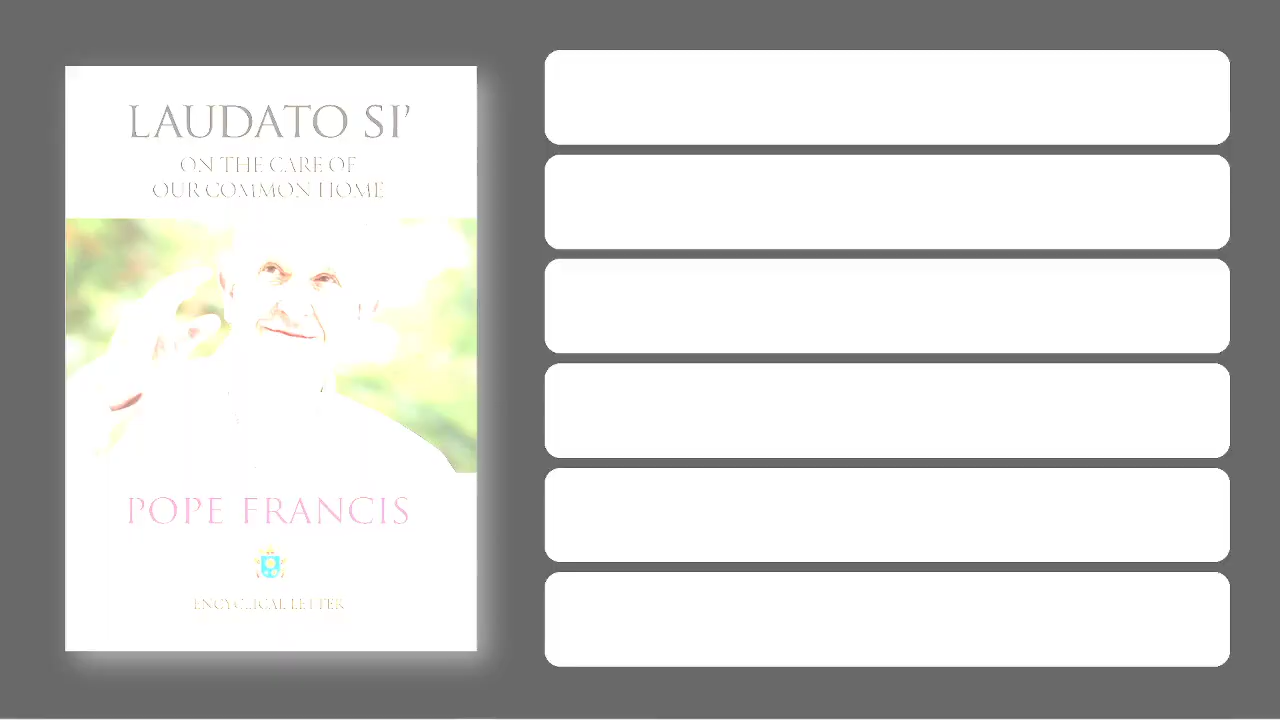 LAUDATO SI'
ON THE CARE OF
OUR COMMON HOME
POPE FRANCIS
ENCYCLICAL LETTER